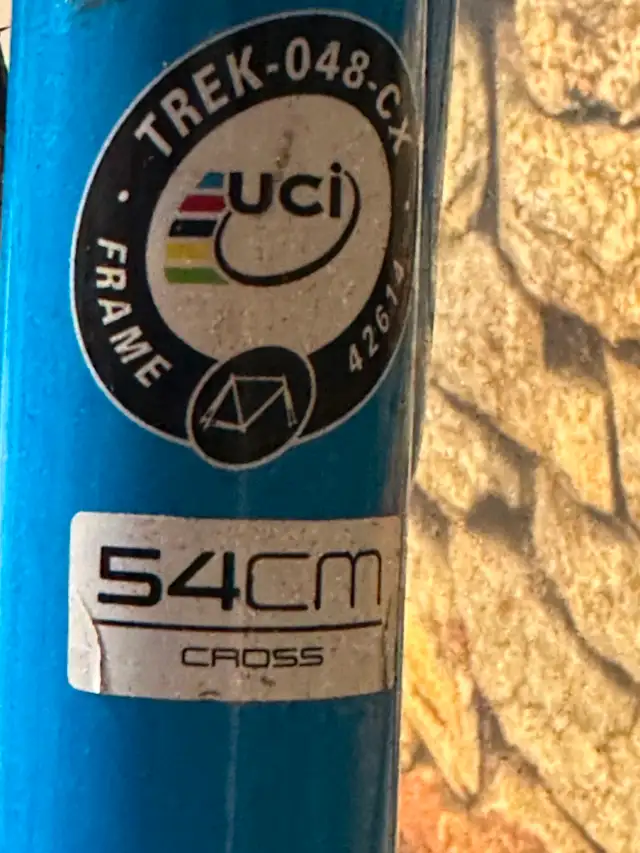 TREK-048-CX
UCi
FRAME
42614
54CM
CROSS